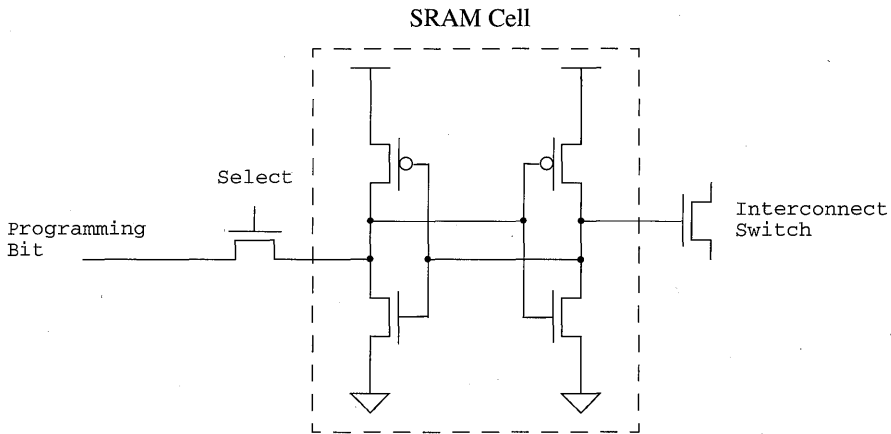 SRAM Cell
Select
Programming
Bit
Interconnect
Switch